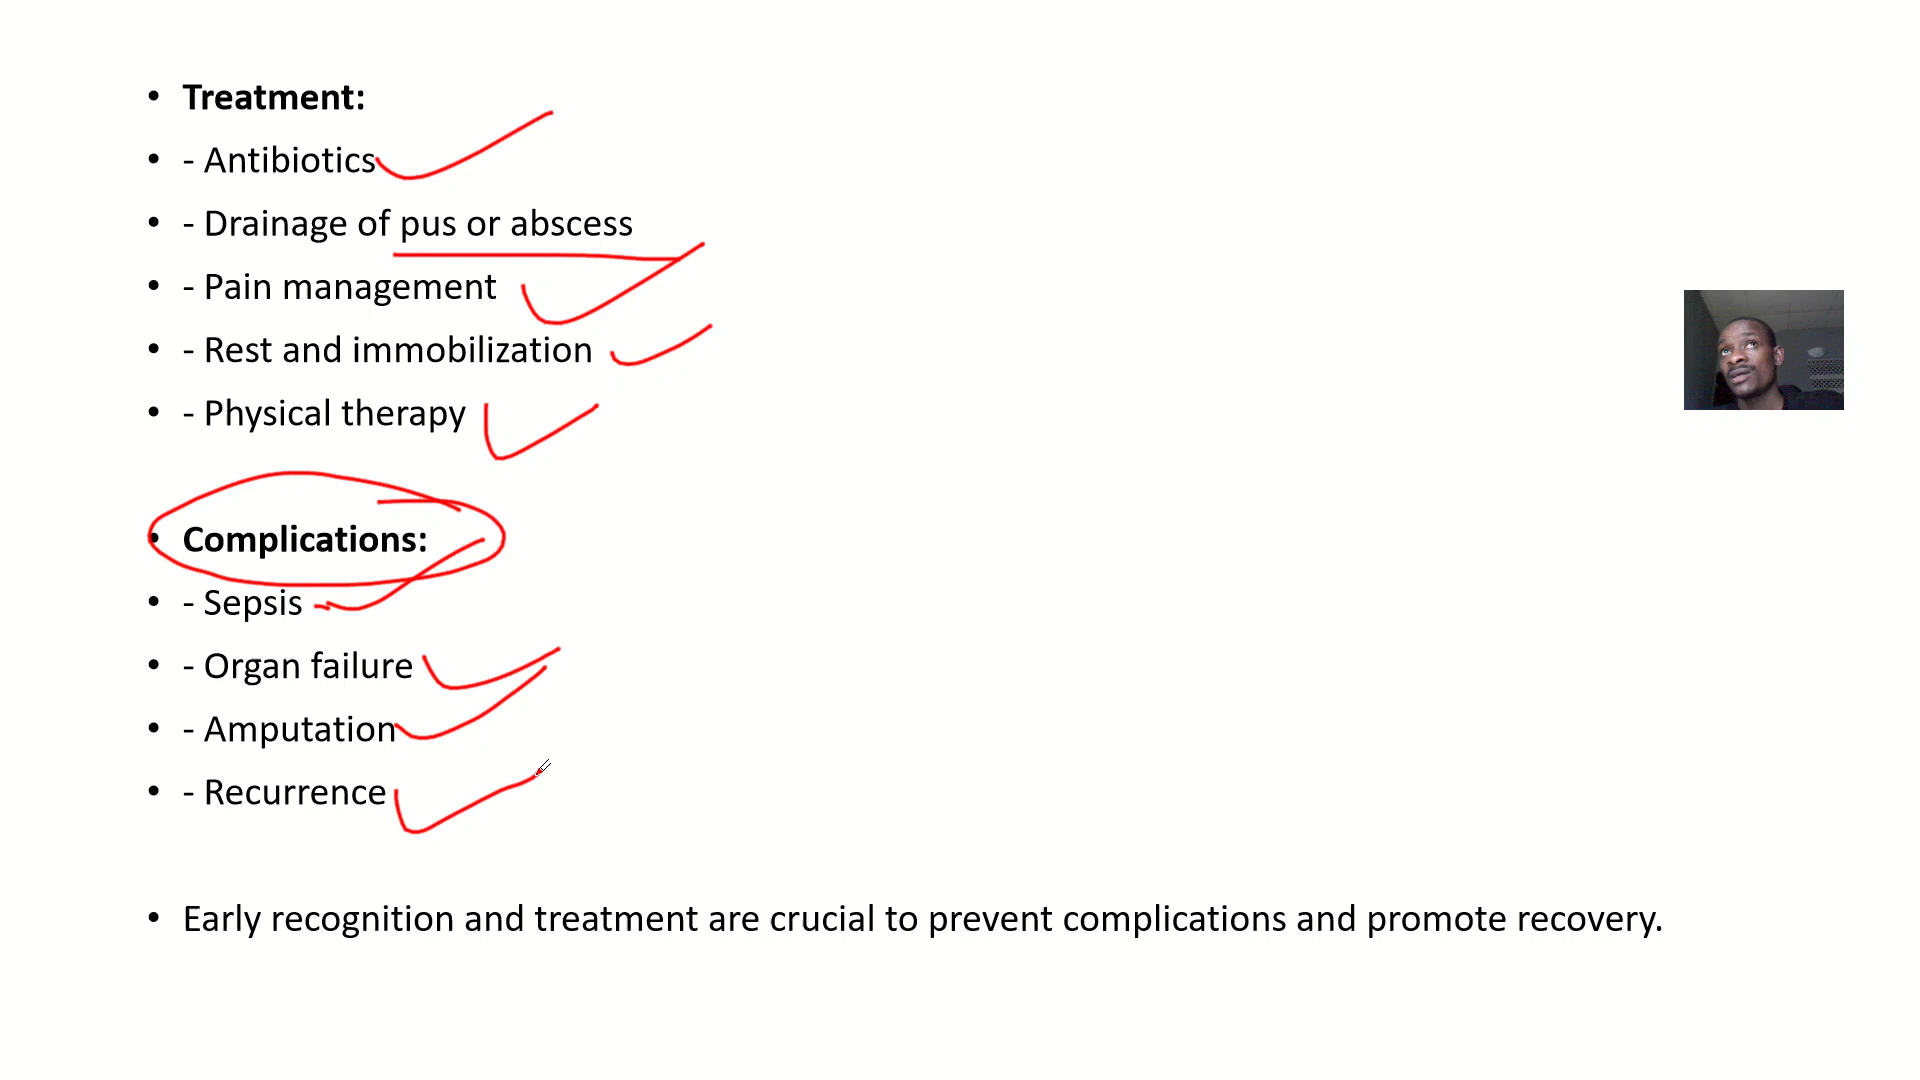 • Treatment:
• - Antibiotics
• - Drainage of pus or abscess
• - Pain management
• - Rest and immobilization
• - Physical therapy
• Complications:
• - Sepsis
• - Organ failure
• - Amputation
• - Recurrence
• Early recognition and treatment are crucial to prevent complications and promote recovery.